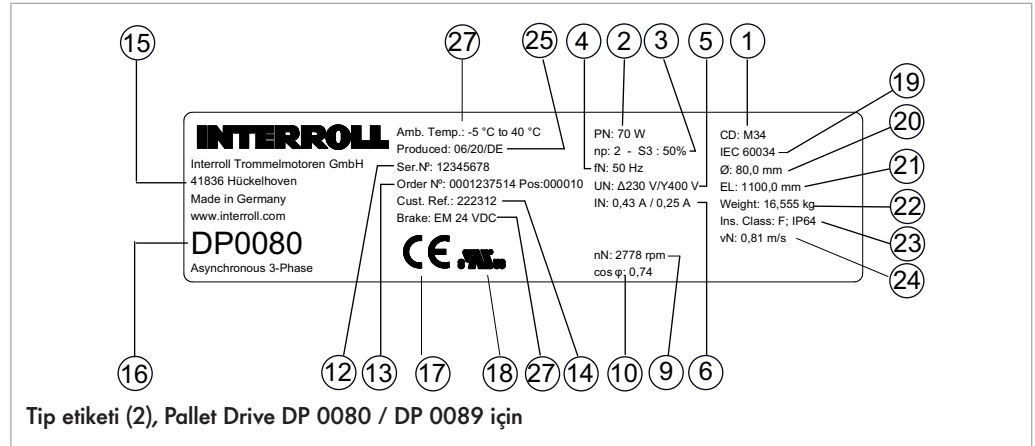 15 27 25 4 2 3 5 1
19
20
21
22
23
24
INTERROLL
Interroll Trommelmotoren GmbH
41836 Hückelhoven
Made in Germany
www.interroll.com
DP0080
Asynchronous 3-Phase
Amb. Temp.: -5 °C to 40 °C
Produced: 06/20/DE
Ser.Nº: 12345678
Order Nº: 0001237514 Pos:000010
Cust. Ref.: 222312
Brake: EM 24 VDC
CE
PN: 70 W
np: 2 - S3 : 50%
fN: 50 Hz
UN: Δ230 V/Y400 V
IN: 0,43 A / 0,25 A
nN: 2778 rpm
cos φ: 0,74
CD: M34
IEC 60034
Ø: 80,0 mm
EL: 1100,0 mm
Weight: 16,555 kg
Ins. Class: F; IP64
vN: 0,81 m/s
16 12 13 17 18 27 14 10 9 6
Tip etiketi (2), Pallet Drive DP 0080 / DP 0089 için